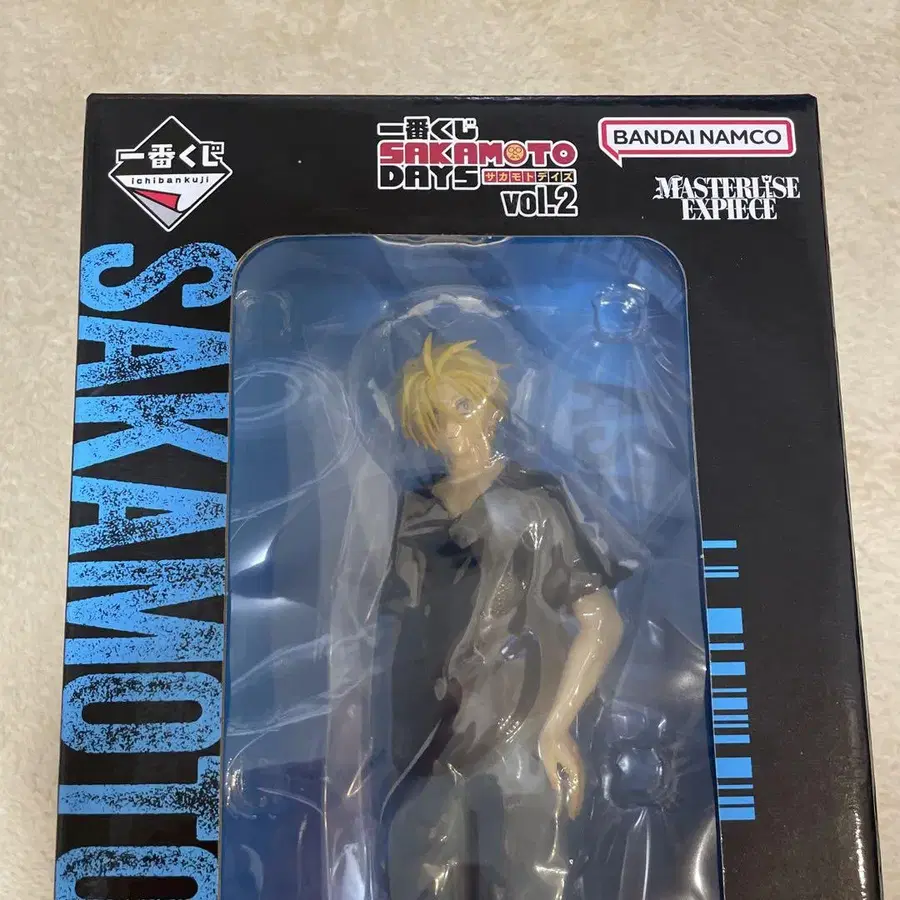 一番くじ
ichibankuji
一番くじ
SAKAMOTO
DAYS サカモトデイズ
vol.2
BANDAI NAMCO
MASTERLISE
EXPIECE
SAKAMOTO